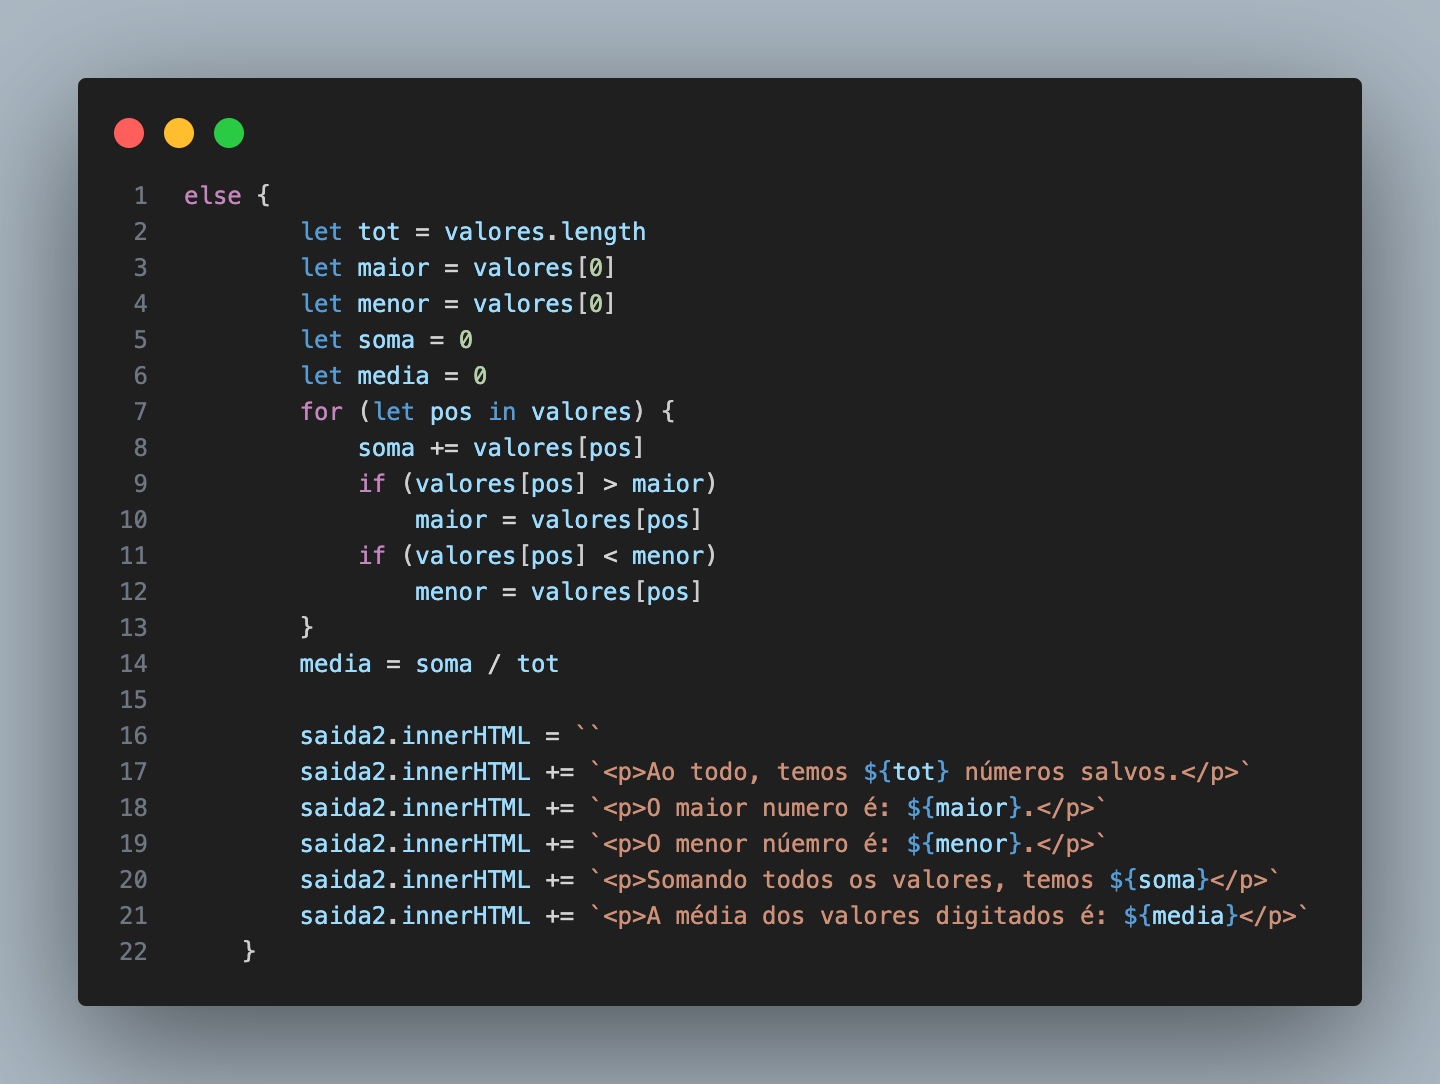 1 else {
2 let tot = valores.length
3 let maior = valores[0]
4 let menor = valores[0]
5 let soma = 0
6 let media = 0
7 for (let pos in valores) {
8 soma += valores[pos]
9 if (valores[pos] > maior)
10 maior = valores[pos]
11 if (valores[pos] < menor)
12 menor = valores[pos]
13 }
14 media = soma / tot
15
16 saida2.innerHTML = ``
17 saida2.innerHTML += `<p>Ao todo, temos ${tot} números salvos.</p>`
18 saida2.innerHTML += `<p>O maior numero é: ${maior}.</p>`
19 saida2.innerHTML += `<p>O menor núemro é: ${menor}.</p>`
20 saida2.innerHTML += `<p>Somando todos os valores, temos ${soma}</p>`
21 saida2.innerHTML += `<p>A média dos valores digitados é: ${media}</p>`
22 }